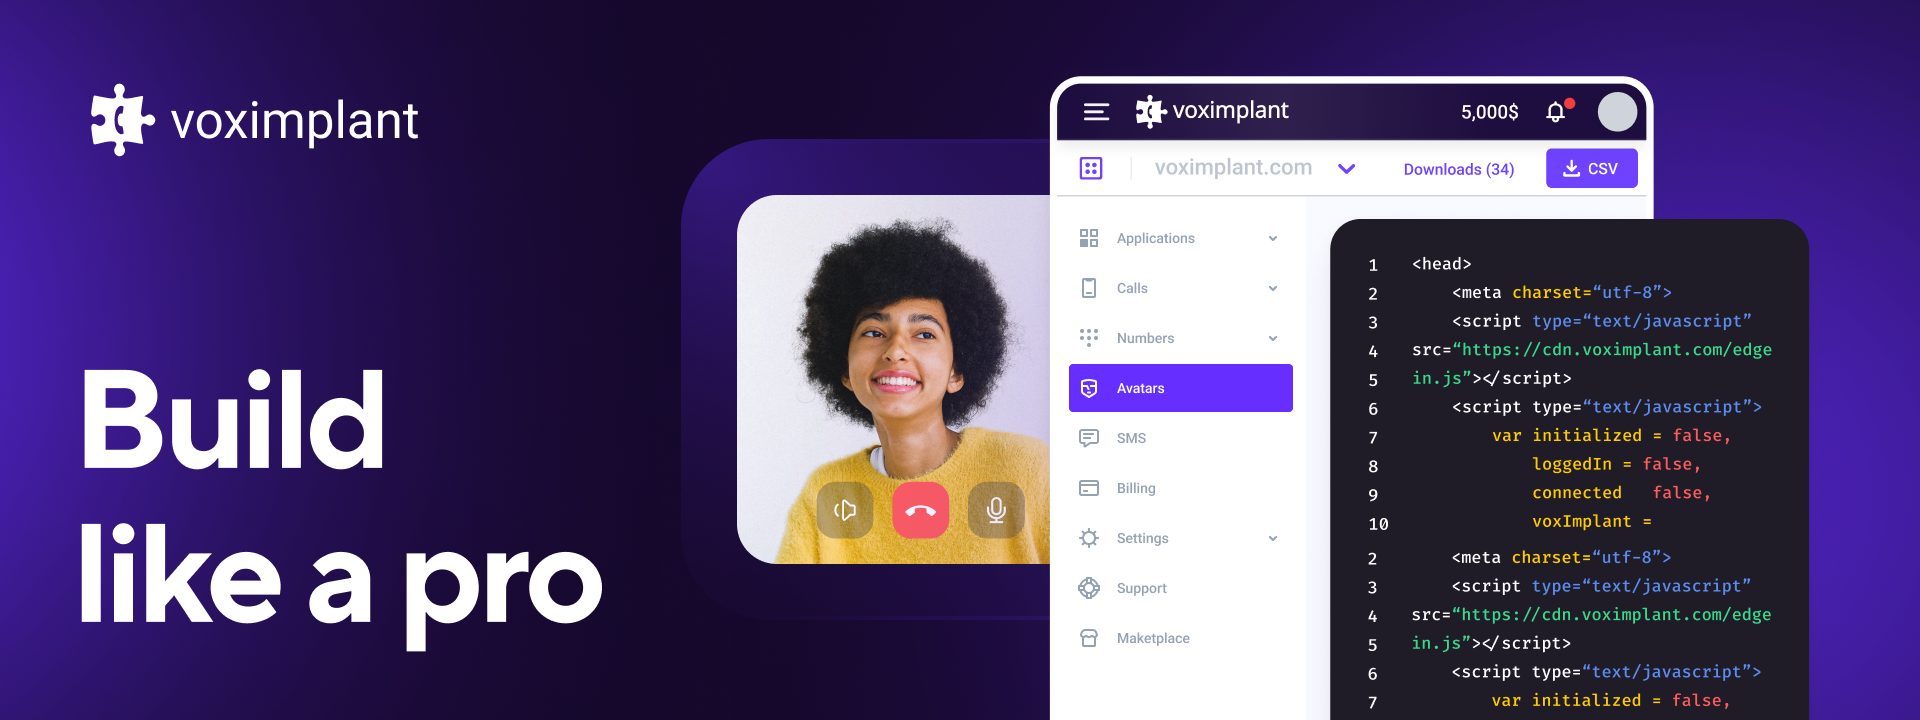 voximplant
Build
like a pro
voximplant
5,000$
voximplant.com
Downloads (34)
CSV
Applications
Calls
Numbers
Avatars
SMS
Billing
Settings
Support
Maketplace
1 <head>
2 <meta charset=“utf-8”>
3 <script type=“text/javascript”
4 src=“https://cdn.voximplant.com/edge
5 in.js”></script>
6 <script type=“text/javascript”>
7 var initialized = false,
8 loggedIn = false,
9 connected false,
10 voxImplant =
2 <meta charset=“utf-8”>
3 <script type=“text/javascript”
4 src=“https://cdn.voximplant.com/edge
5 in.js”></script>
6 <script type=“text/javascript”>
7 var initialized = false,